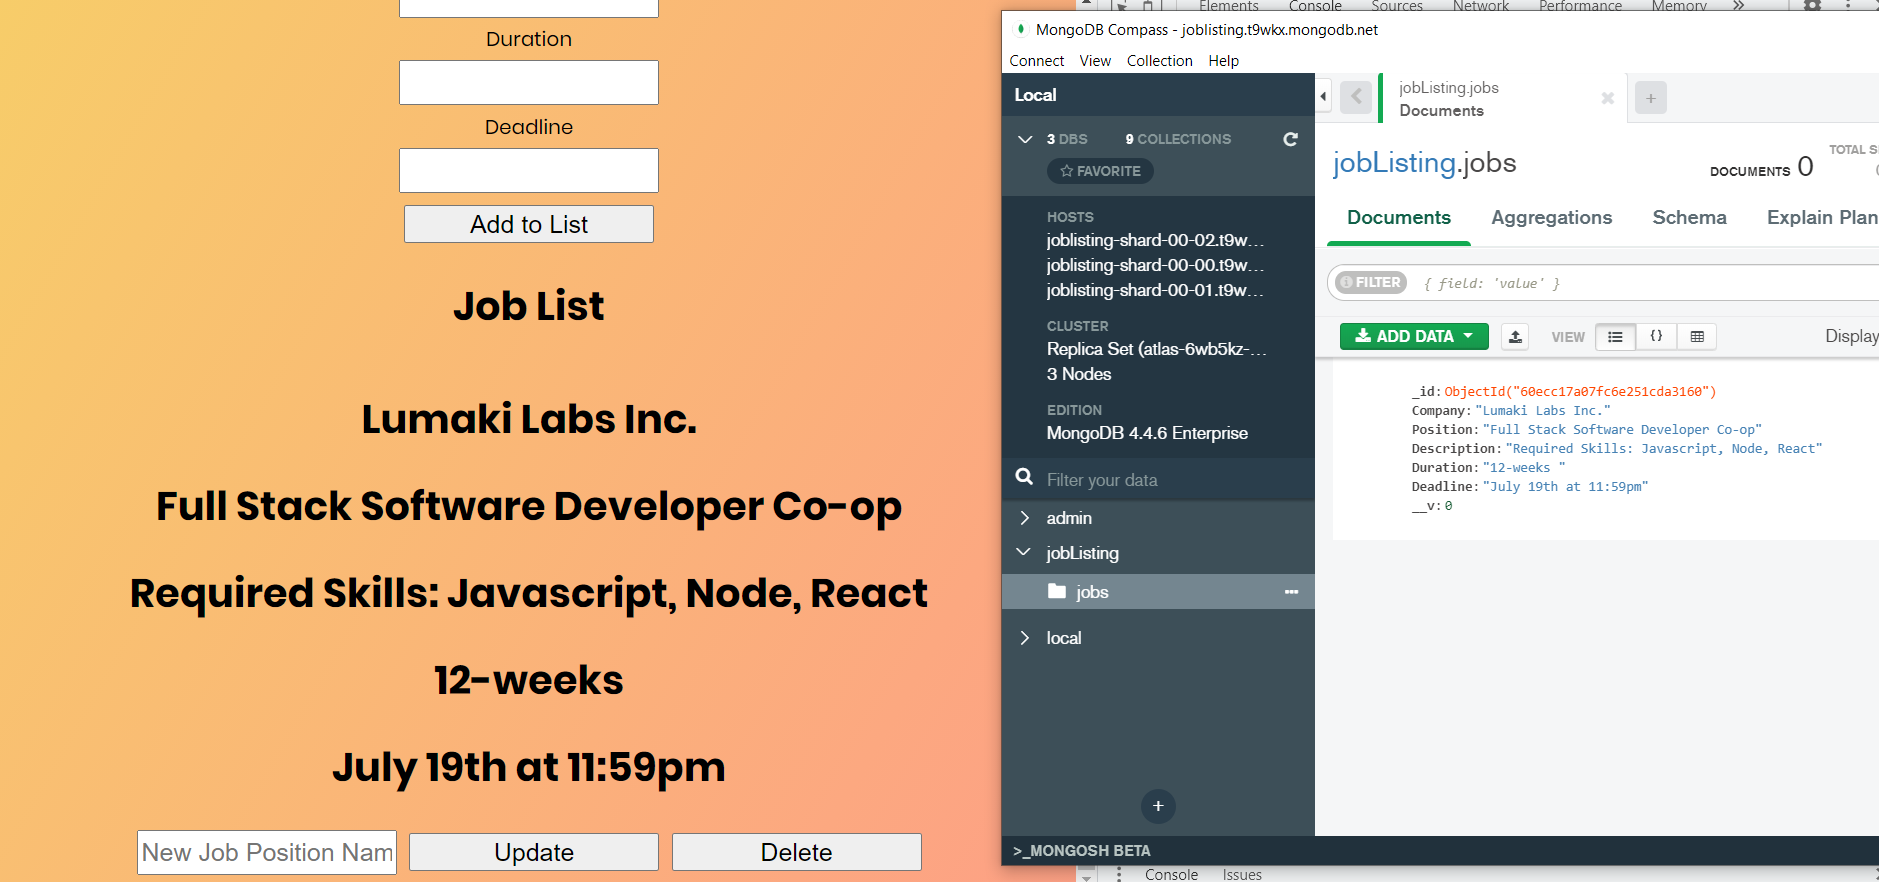 Duration
Deadline
Add to List
Job List
Lumaki Labs Inc.
Full Stack Software Developer Co-op
Required Skills: Javascript, Node, React
12-weeks
July 19th at 11:59pm
New Job Position Nam
Update
Delete
Elements Console Sources Network Performance Memory
MongoDB Compass - joblisting.t9wkx.mongodb.net
Connect View Collection Help
Local
3 DBS 9 COLLECTIONS
FAVORITE
HOSTS
joblisting-shard-00-02.t9w...
joblisting-shard-00-00.t9w...
joblisting-shard-00-01.t9w...
CLUSTER
Replica Set (atlas-6wb5kz-...
3 Nodes
EDITION
MongoDB 4.4.6 Enterprise
Filter your data
admin
jobListing
jobs
local
>_MONGOSH BETA
jobListing.jobs
Documents
jobListing.jobs
DOCUMENTS 0
TOTAL S
Documents Aggregations Schema Explain Plan
FILTER { field: 'value' }
ADD DATA VIEW {} Display
_id: ObjectId("60ecc17a07fc6e251cda3160")
Company: "Lumaki Labs Inc."
Position: "Full Stack Software Developer Co-op"
Description: "Required Skills: Javascript, Node, React"
Duration: "12-weeks "
Deadline: "July 19th at 11:59pm"
__v: 0
Console Issues